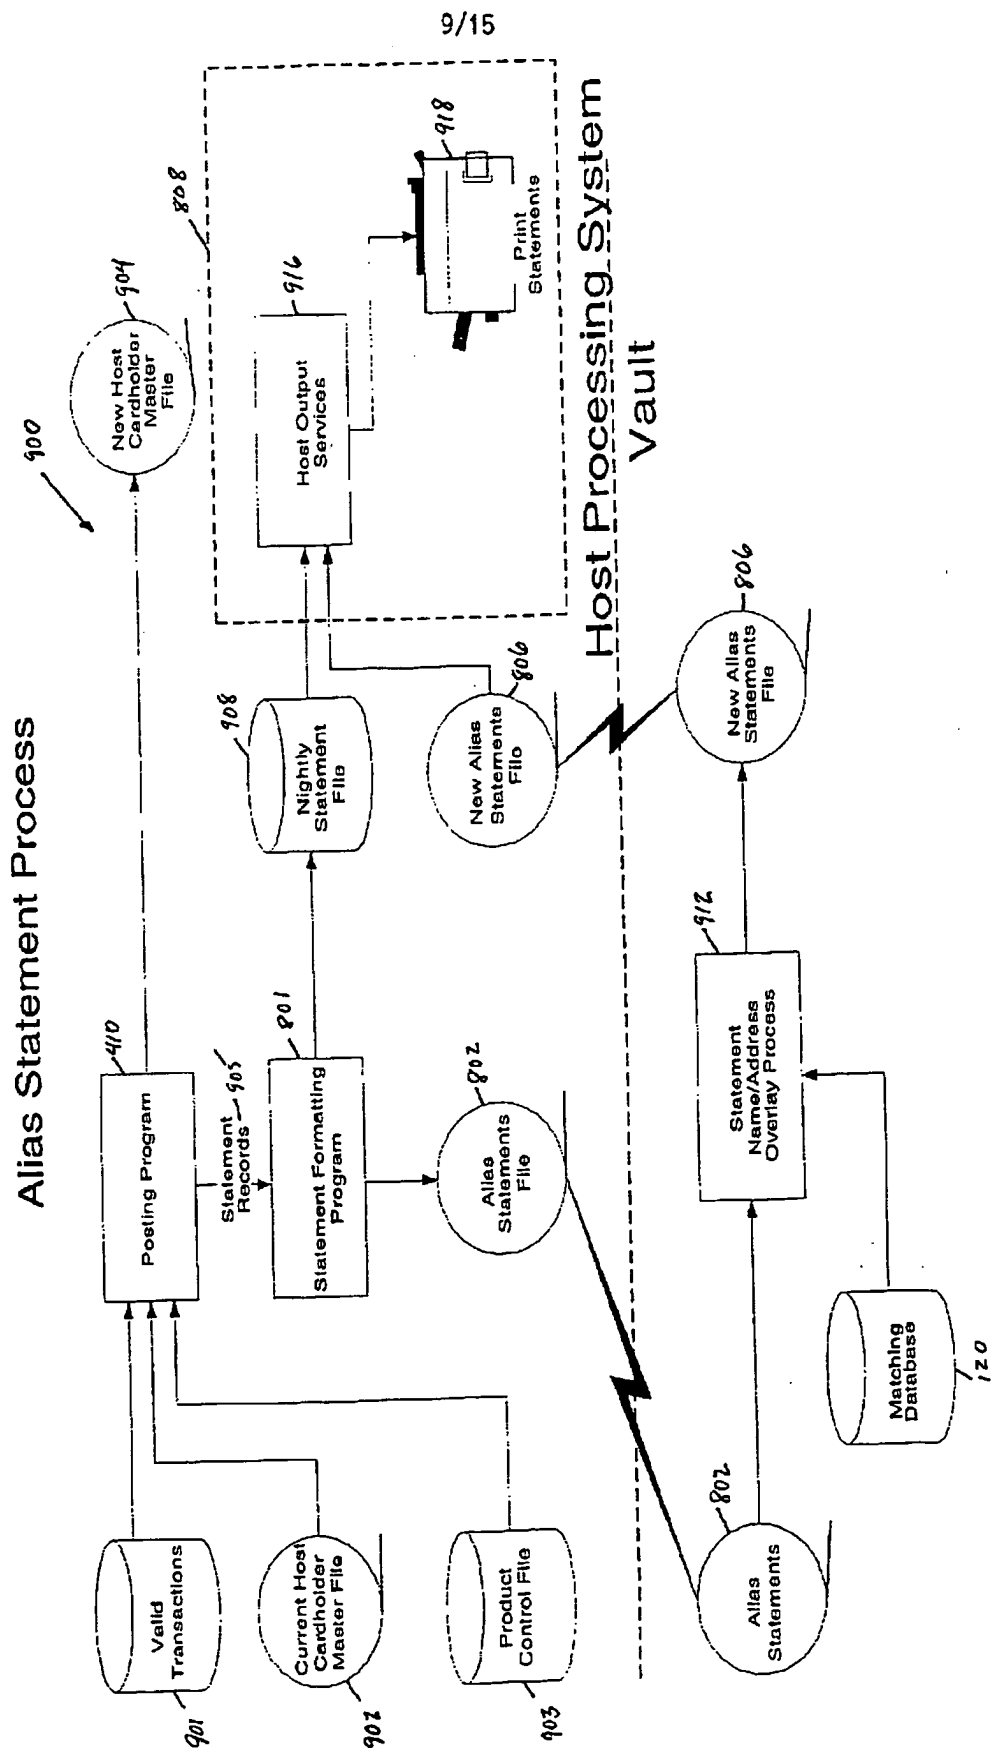 9/15
Alias Statement Process
900
Valid
Transactions
901
Current Host
Cardholder
Master File
902
Product
Control File
903
Posting Program
410
New Host
Cardholder
Master
File
904
Statement
Records
905
Statement Formatting
Program
801
Nightly
Statement
File
908
808
Host Output
Services
916
918
Print
Statements
Alias
Statements
File
802
New Alias
Statements
File
806
Host Processing System
Vault
Alias
Statements
802
Matching
Database
120
Statement
Name/Address
Overlay Process
912
New Alias
Statements
File
806